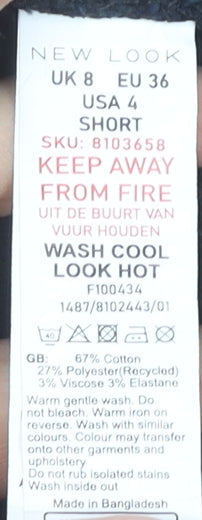 NEW LOOK
UK 8 EU 36
USA 4
SHORT
SKU: 8103658
KEEP AWAY
FROM FIRE
UIT DE BUURT VAN
VUUR HOUDEN
WASH COOL
LOOK HOT
F100434
1487/8102443/01
40
GB: 67% Cotton
27% Polyester(Recycled)
3% Viscose 3% Elastane
Warm gentle wash. Do
not bleach. Warm iron on
reverse. Wash with similar
colours. Colour may transfer
onto other garments and
upholstery
Do not rub isolated stains
Wash inside out
Made in Bangladesh